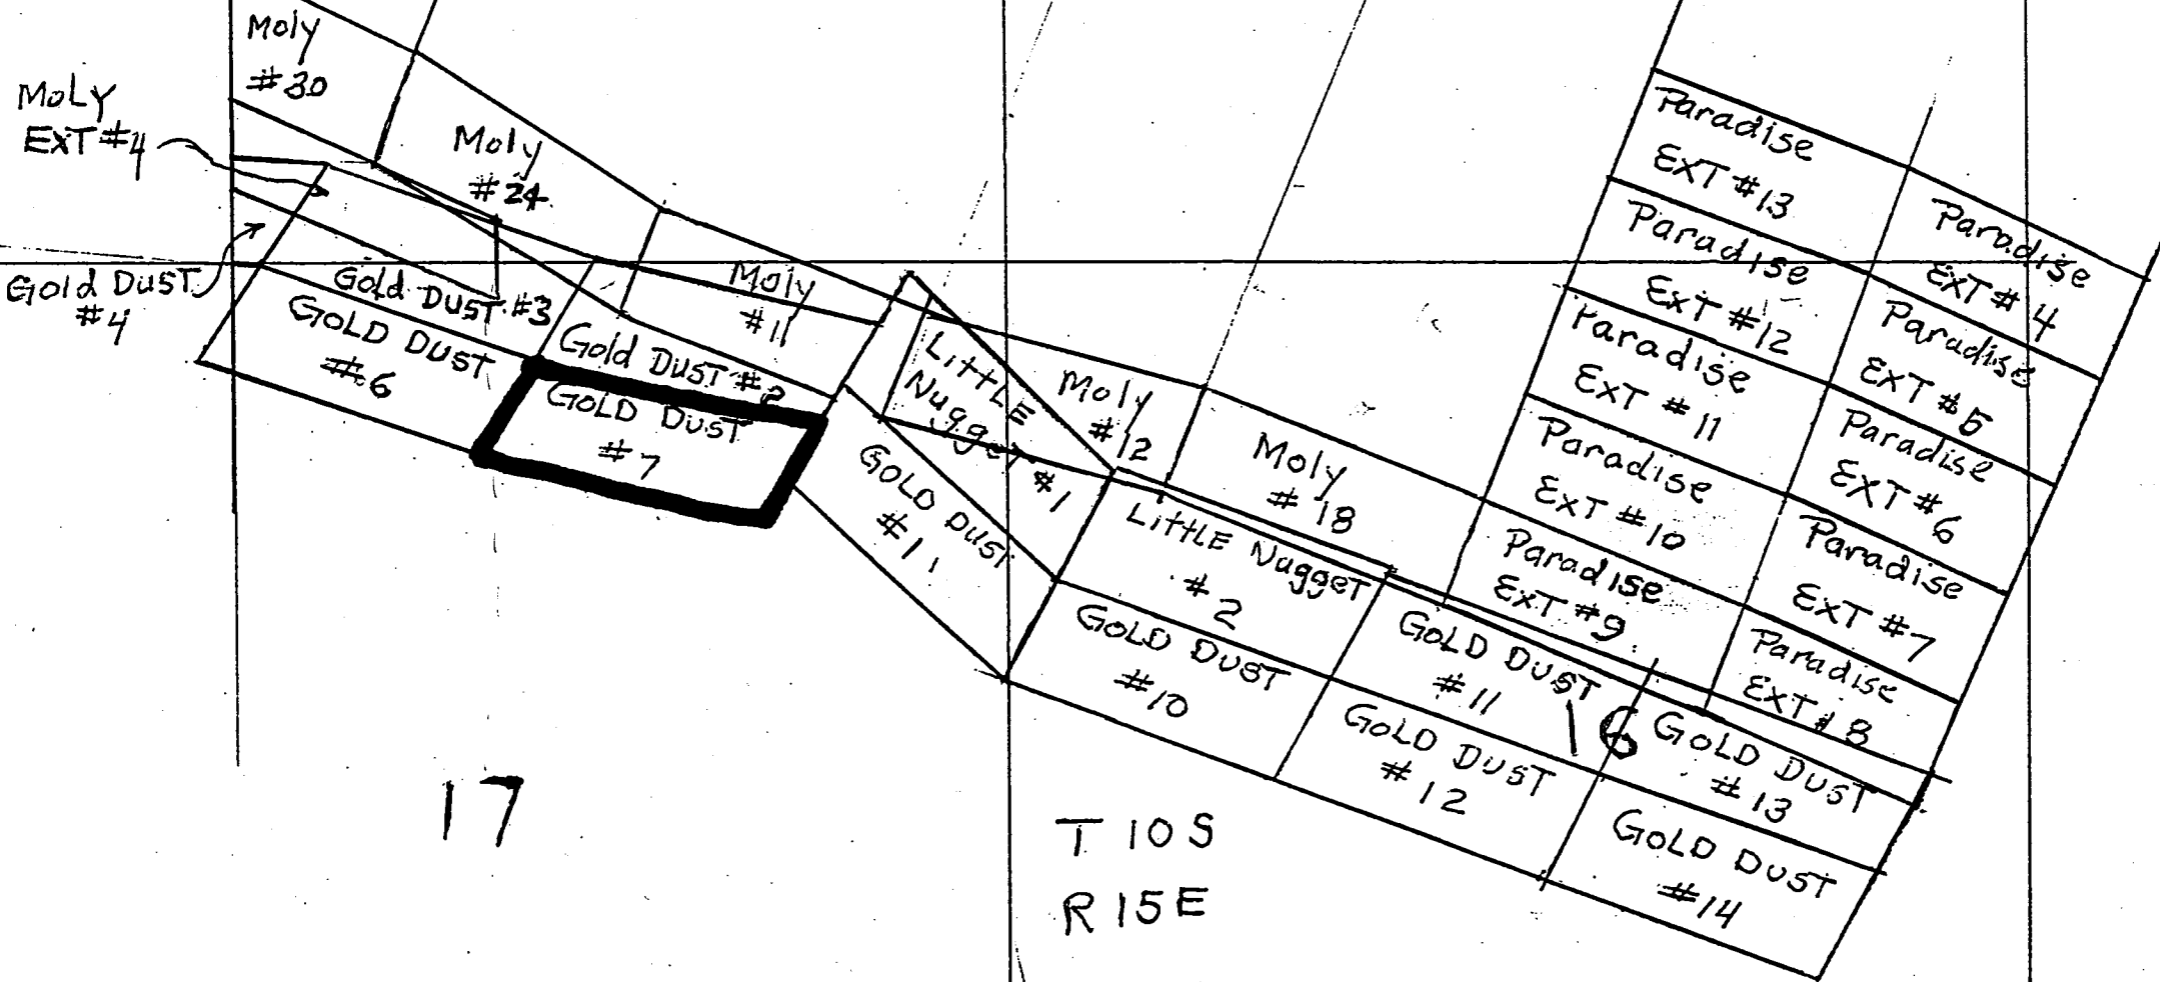 Moly
#30
MoLY
EXT #4
Moly
#24
Gold DUST
#4
Gold DUST #3
GOLD DUST
#6
Moly
#11
Gold DUST #2
GOLD DUST
#7
LITTLE
Nugget #1
GOLD DUST
#1
Moly
#12
Moly
#18
LITTLE NuggeT
#2
GOLD DUST
#10
GOLD DUST
#11
GOLD DUST
#12
16
GOLD DUST
#13
GOLD DUST
#14
Paradise
EXT #13
Paradise
EXT #12
Paradise
EXT #11
Paradise
EXT #10
Paradise
EXT #9
Paradise
EXT #4
Paradise
EXT #5
Paradise
EXT #6
Paradise
EXT #7
Paradise
EXT #8
17
T 10 S
R 15 E